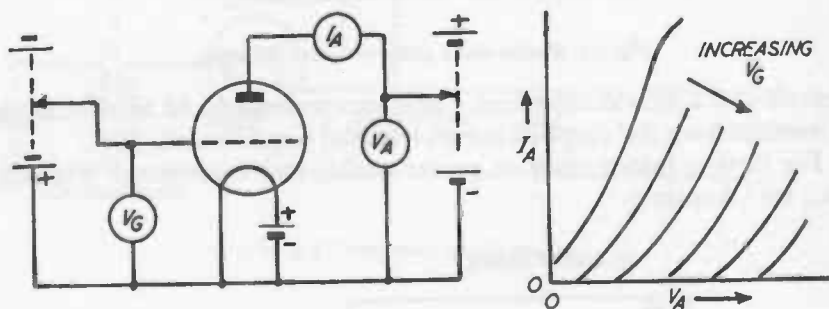 -
+
V_G
I_A
V_A
+
-
+
-
INCREASING
V_G
I_A
O
O
V_A